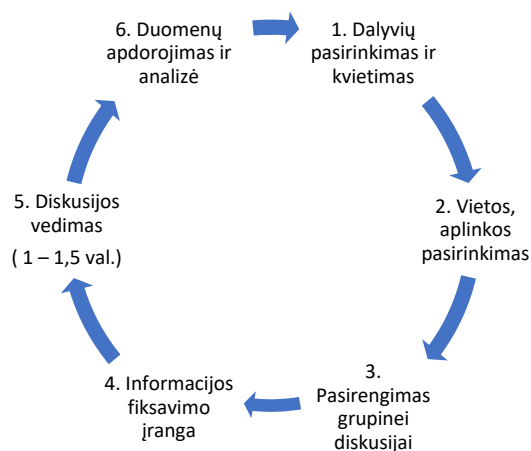 1. Dalyvių
pasirinkimas ir
kvietimas
2. Vietos,
aplinkos
pasirinkimas
3.
Pasirengimas
grupinei
diskusijai
4. Informacijos
fiksavimo
įranga
5. Diskusijos
vedimas
( 1 – 1,5 val.)
6. Duomenų
apdorojimas ir
analizė